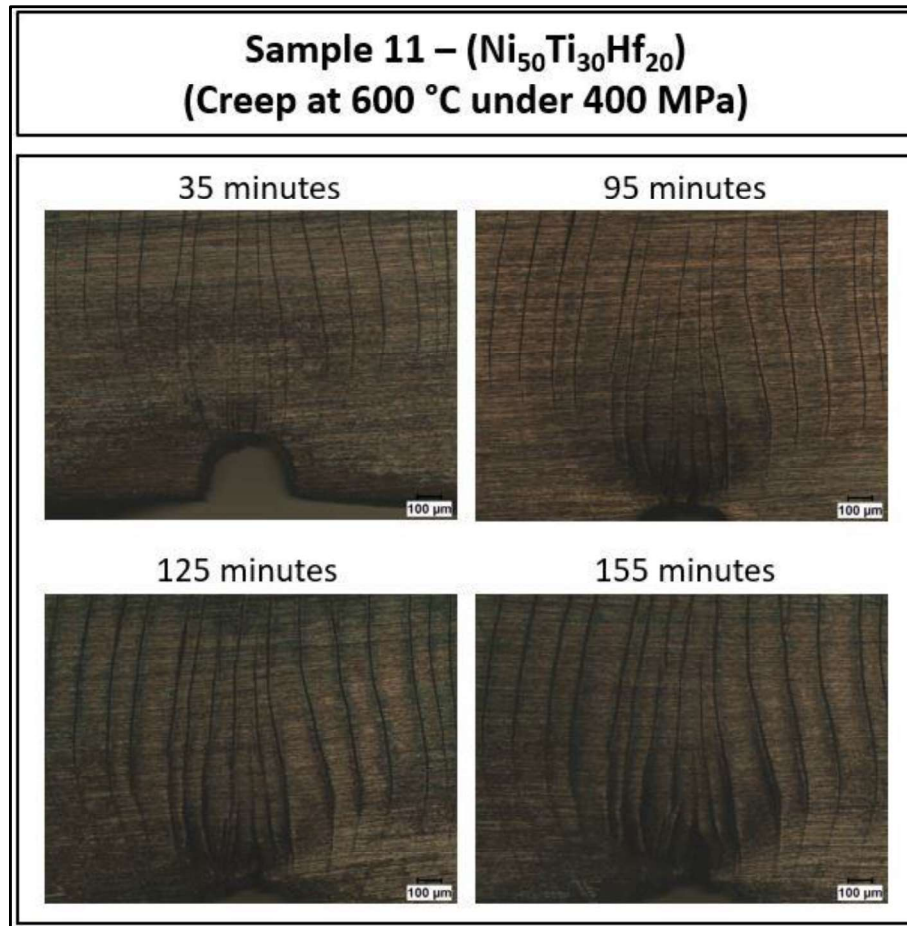 Sample 11 – (Ni₅₀Ti₃₀Hf₂₀)
(Creep at 600 °C under 400 MPa)
35 minutes
95 minutes
100 µm
100 µm
125 minutes
155 minutes
100 µm
100 µm